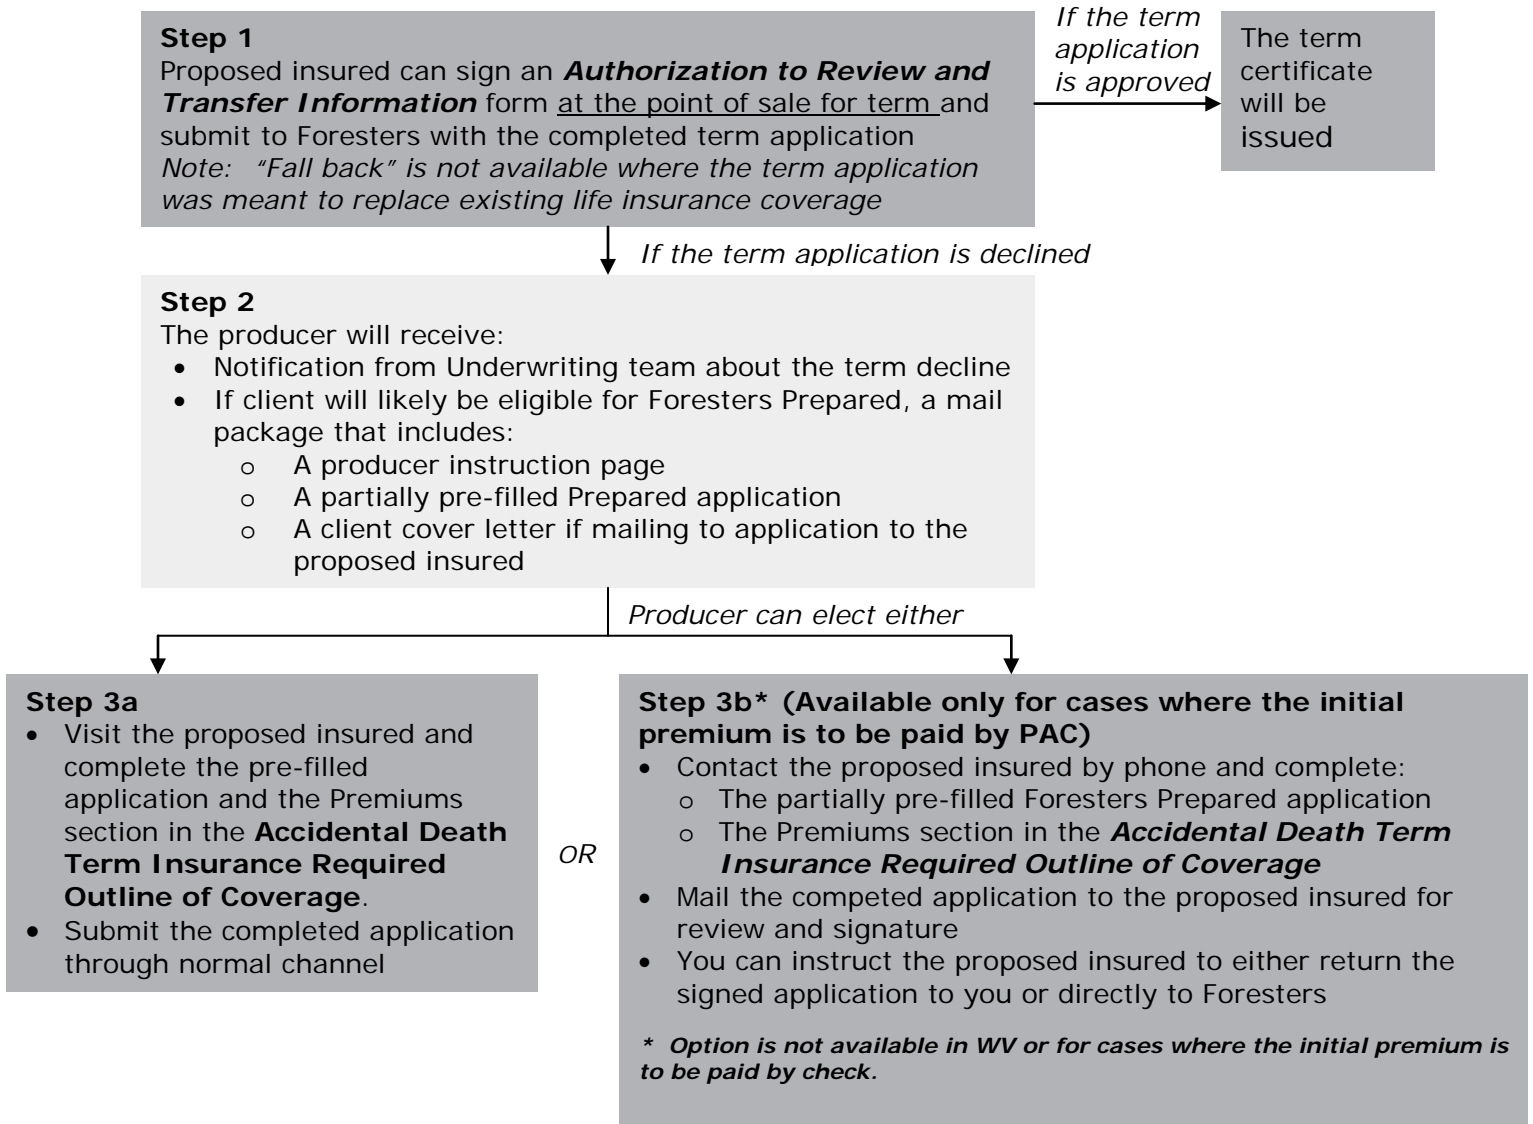 Step 1
Proposed insured can sign an Authorization to Review and
Transfer Information form at the point of sale for term and
submit to Foresters with the completed term application
Note: “Fall back” is not available where the term application
was meant to replace existing life insurance coverage
If the term
application
is approved
The term
certificate
will be
issued
If the term application is declined
Step 2
The producer will receive:
• Notification from Underwriting team about the term decline
• If client will likely be eligible for Foresters Prepared, a mail
package that includes:
o A producer instruction page
o A partially pre-filled Prepared application
o A client cover letter if mailing to application to the
proposed insured
Producer can elect either
Step 3a
• Visit the proposed insured and
complete the pre-filled
application and the Premiums
section in the Accidental Death
Term Insurance Required
Outline of Coverage.
• Submit the completed application
through normal channel
OR
Step 3b* (Available only for cases where the initial
premium is to be paid by PAC)
• Contact the proposed insured by phone and complete:
o The partially pre-filled Foresters Prepared application
o The Premiums section in the Accidental Death Term
Insurance Required Outline of Coverage
• Mail the competed application to the proposed insured for
review and signature
• You can instruct the proposed insured to either return the
signed application to you or directly to Foresters
* Option is not available in WV or for cases where the initial premium is
to be paid by check.